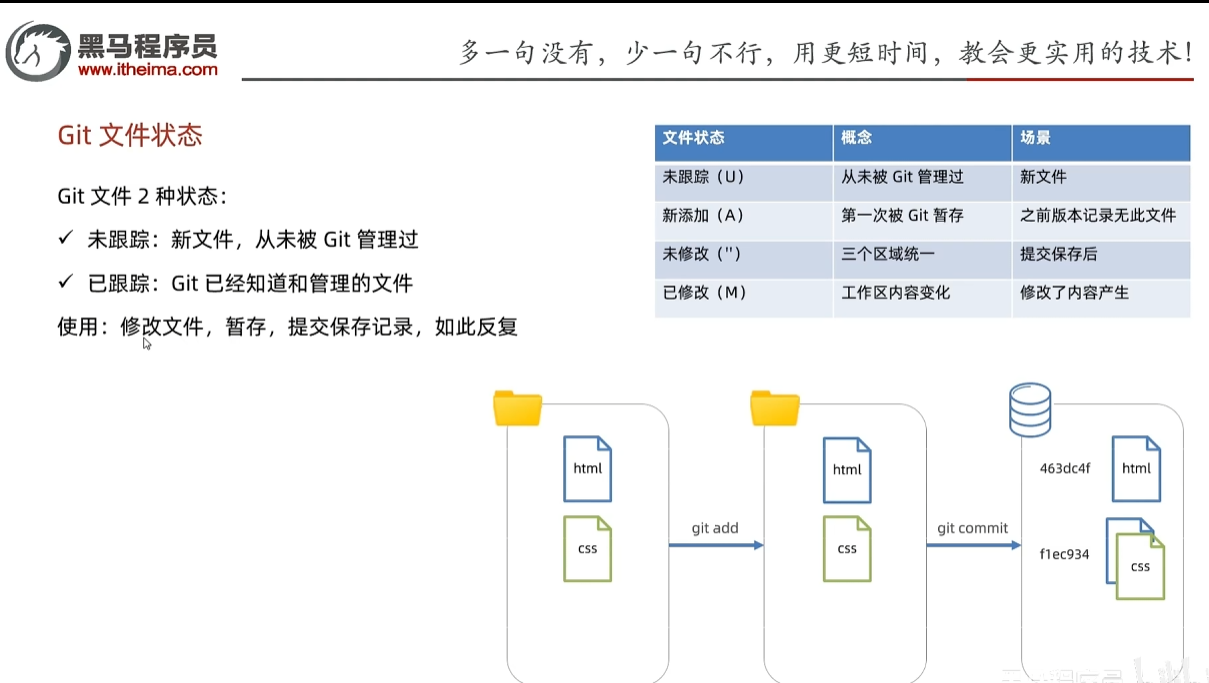 黑马程序员
www.itheima.com
多一句没有，少一句不行，用更短时间，教会更实用的技术！
Git 文件状态
Git 文件 2 种状态：
✓ 未跟踪：新文件，从未被 Git 管理过
✓ 已跟踪：Git 已经知道和管理的文件
使用：修改文件，暂存，提交保存记录，如此反复
文件状态 概念 场景
未跟踪（U） 从未被 Git 管理过 新文件
新添加（A） 第一次被 Git 暂存 之前版本记录无此文件
未修改（''） 三个区域统一 提交保存后
已修改（M） 工作区内容变化 修改了内容产生
html
css
git add
html
css
git commit
463dc4f html
f1ec934 css